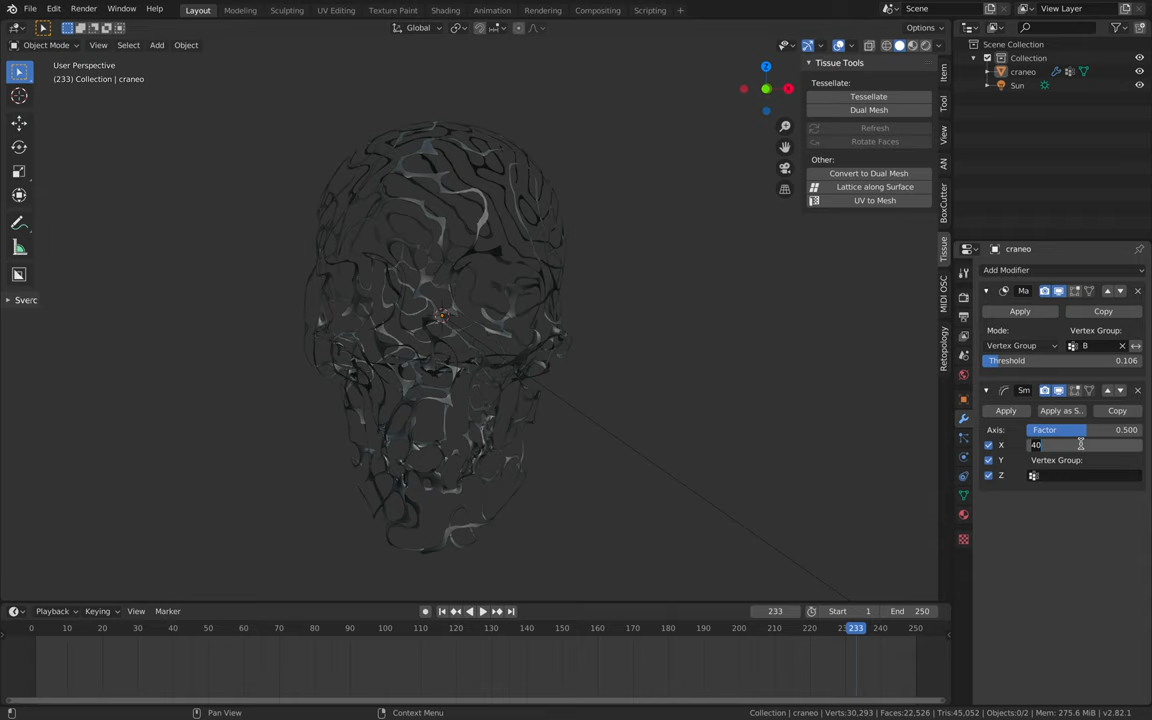 File Edit Render Window Help Layout Modeling Sculpting UV Editing Texture Paint Shading Animation Rendering Compositing Scripting + Scene View Layer
Global Options
Object Mode View Select Add Object
User Perspective
(233) Collection | craneo
Tissue Tools
Tessellate:
Tessellate
Dual Mesh
Refresh
Rotate Faces
Other:
Convert to Dual Mesh
Lattice along Surface
UV to Mesh
Z
X
Item
Tool
View
AN
BoxCutter
Tissue
MIDI OSC
Retopology
Sverc
Scene Collection
Collection
craneo
Sun
craneo
Add Modifier
Ma
Apply Copy
Mode: Vertex Group:
Vertex Group B
Threshold 0.106
Sm
Apply Apply as S.. Copy
Axis: Factor 0.500
X 40
Y Vertex Group:
Z
Playback Keying View Marker 233 Start 1 End 250
0 10 20 30 40 50 60 70 80 90 100 110 120 130 140 150 160 170 180 190 200 210 220 233 240 250
Pan View Context Menu Collection | craneo | Verts:30,293 | Faces:22,526 | Tris:45,052 | Objects:0/2 | Mem: 275.6 MiB | v2.82.1